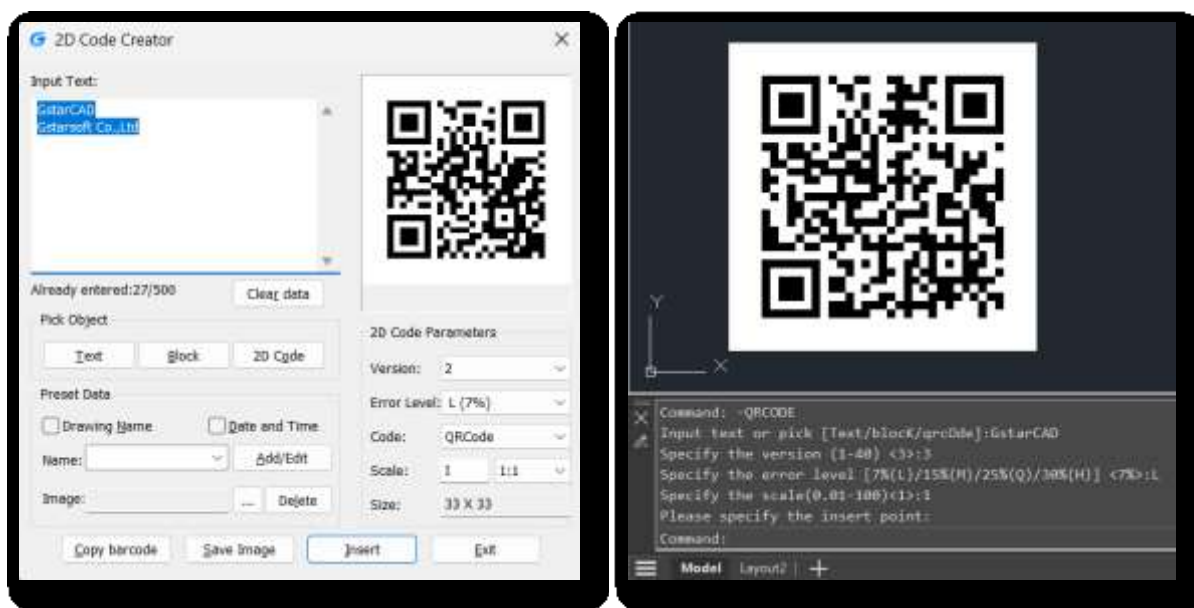 2D Code Creator
Input Text:
GstarCAD
Gstarsoft Co.,Ltd
Already entered:27/500
Clear data
Pick Object
Text
Block
2D Code
Preset Data
Drawing Name
Date and Time
Name:
Add/Edit
Image:
...
Delete
2D Code Parameters
Version: 2
Error Level: L (7%)
Code: QRCode
Scale: 1 1:1
Size: 33 X 33
Copy barcode
Save Image
Insert
Exit
Y
X
Command: -QRCODE
Input text or pick [Text/blocK/qrcOde]:GstarCAD
Specify the version (1-40) <3>:3
Specify the error level [7%(L)/15%(M)/25%(Q)/30%(H)] <7%>:L
Specify the scale(0.01-100)<1>:1
Please specify the insert point:
Command:
Model Layout2